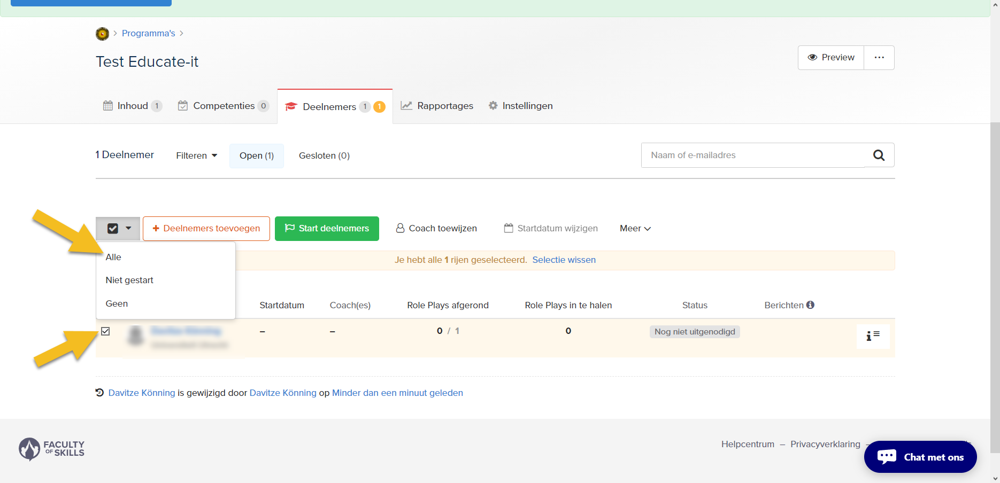 Programma's
Test Educate-it
Preview
Inhoud 1
Competenties 0
Deelnemers 1 1
Rapportages
Instellingen
1 Deelnemer
Filteren
Open (1)
Gesloten (0)
Naam of e-mailadres
Deelnemers toevoegen
Start deelnemers
Coach toewijzen
Startdatum wijzigen
Meer
Alle
Niet gestart
Geen
Je hebt alle 1 rijen geselecteerd. Selectie wissen
Startdatum
Coach(es)
Role Plays afgerond
Role Plays in te halen
Status
Berichten
–
–
0 / 1
0
Nog niet uitgenodigd
Davitze Könning is gewijzigd door Davitze Könning op Minder dan een minuut geleden
FACULTY
OF SKILLS
Helpcentrum – Privacyverklaring –
Chat met ons